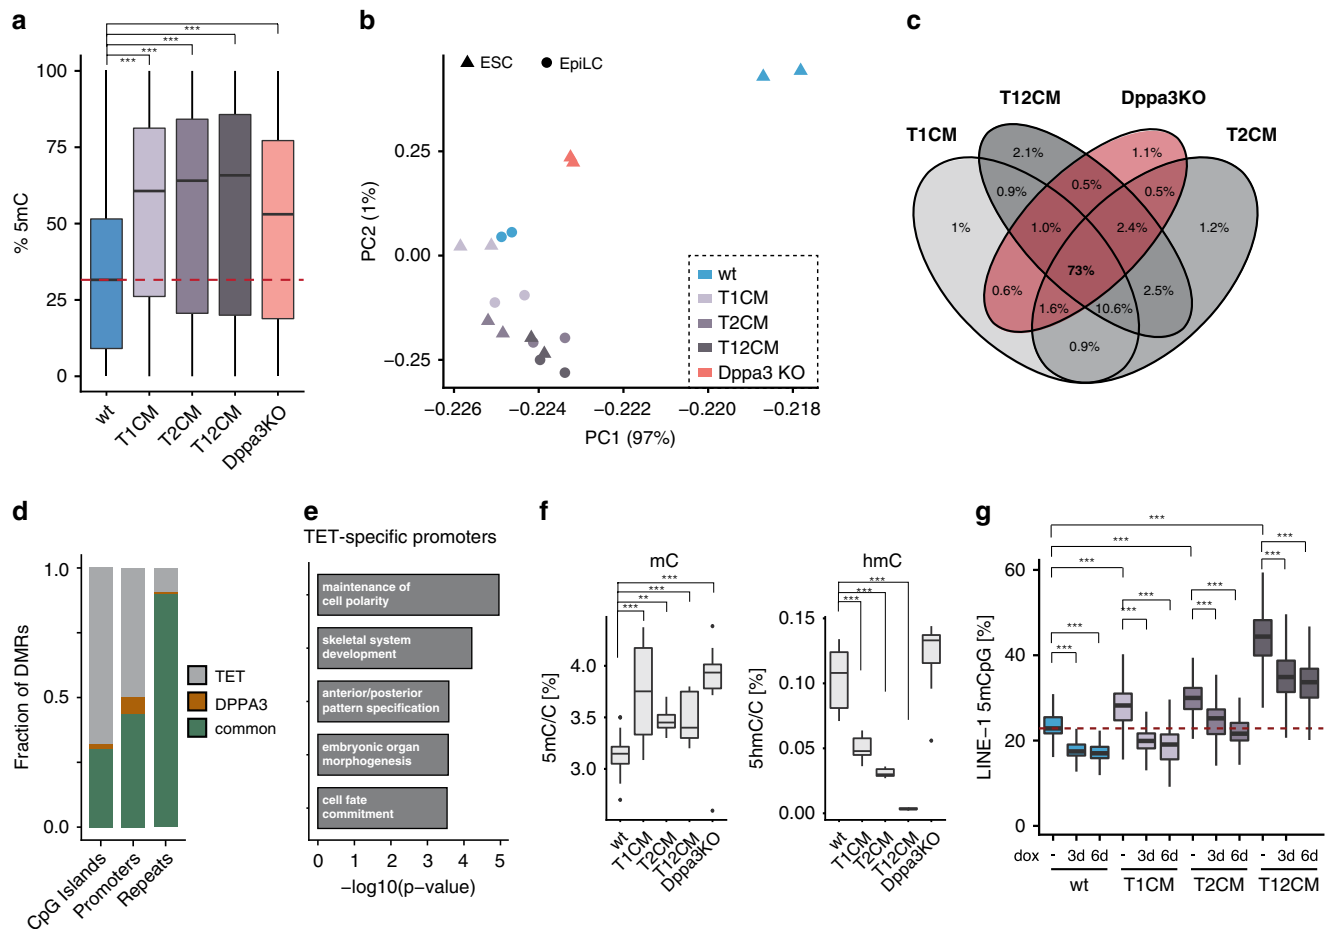 a
***
***
***
***
100
75
50
25
0
% 5mC
wt
T1CM
T2CM
T12CM
Dppa3KO
b
ESC
EpiLC
0.25
0.00
−0.25
PC2 (1%)
−0.226
−0.224
−0.222
−0.220
−0.218
PC1 (97%)
wt
T1CM
T2CM
T12CM
Dppa3 KO
c
T12CM
Dppa3KO
T1CM
T2CM
2.1%
1.1%
0.9%
0.5%
0.5%
1%
1.0%
2.4%
1.2%
73%
0.6%
1.6%
10.6%
2.5%
0.9%
d
1.0
0.5
0.0
Fraction of DMRs
CpG Islands
Promoters
Repeats
TET
DPPA3
common
e
TET-specific promoters
maintenance of
cell polarity
skeletal system
development
anterior/posterior
pattern specification
embryonic organ
morphogenesis
cell fate
commitment
0
1
2
3
4
5
−log10(p−value)
f
mC
***
***
**
***
4.0
3.5
3.0
5mC/C [%]
wt
T1CM
T2CM
T12CM
Dppa3KO
hmC
***
***
***
0.15
0.10
0.05
0.00
5hmC/C [%]
wt
T1CM
T2CM
T12CM
Dppa3KO
g
***
***
***
***
***
***
***
***
***
***
***
60
40
20
0
LINE−1 5mCpG [%]
dox
- 3d 6d
- 3d 6d
- 3d 6d
- 3d 6d
wt
T1CM
T2CM
T12CM